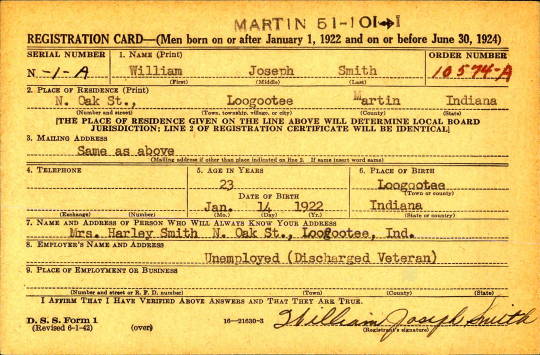 MARTIN 51-1 OI-1
REGISTRATION CARD—(Men born on or after January 1, 1922 and on or before June 30, 1924)
SERIAL NUMBER 1. NAME (Print) ORDER NUMBER
N -1-A William Joseph Smith 10574-A
(First) (Middle) (Last)
2. PLACE OF RESIDENCE (Print)
N. Oak St., Loogootee Martin Indiana
(Number and street) (Town, township, village, or city) (County) (State)
[THE PLACE OF RESIDENCE GIVEN ON THE LINE ABOVE WILL DETERMINE LOCAL BOARD
JURISDICTION; LINE 2 OF REGISTRATION CERTIFICATE WILL BE IDENTICAL]
3. MAILING ADDRESS
Same as above
(Mailing address if other than place indicated on line 2. If same insert word same)
4. TELEPHONE 5. AGE IN YEARS 6. PLACE OF BIRTH
23 Loogootee
DATE OF BIRTH (Town or county)
Jan. 14 1922 Indiana
(Exchange) (Number) (Mo.) (Day) (Yr.) (State or country)
7. NAME AND ADDRESS OF PERSON WHO WILL ALWAYS KNOW YOUR ADDRESS
Mrs. Harley Smith N. Oak St., Loogootee, Ind.
8. EMPLOYER'S NAME AND ADDRESS
Unemployed (Discharged Veteran)
9. PLACE OF EMPLOYMENT OR BUSINESS
(Number and street or R. F. D. number) (Town) (County) (State)
I AFFIRM THAT I HAVE VERIFIED ABOVE ANSWERS AND THAT THEY ARE TRUE.
D. S. S. Form 1
(Revised 6-1-42) (over) 16—21630-3 William Joseph Smith
(Registrant's signature)